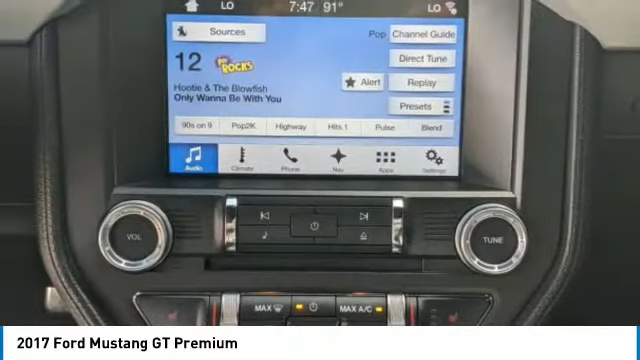 LO 7:47 91° LO
Sources
Pop Channel Guide
12 POP ROCKS
Direct Tune
Alert Replay
Hootie & The Blowfish
Only Wanna Be With You
Presets
90s on 9 Pop2K Highway Hits 1 Pulse Blend
Audio Climate Phone Nav Apps Settings
VOL
TUNE
MAX MAX A/C
2017 Ford Mustang GT Premium